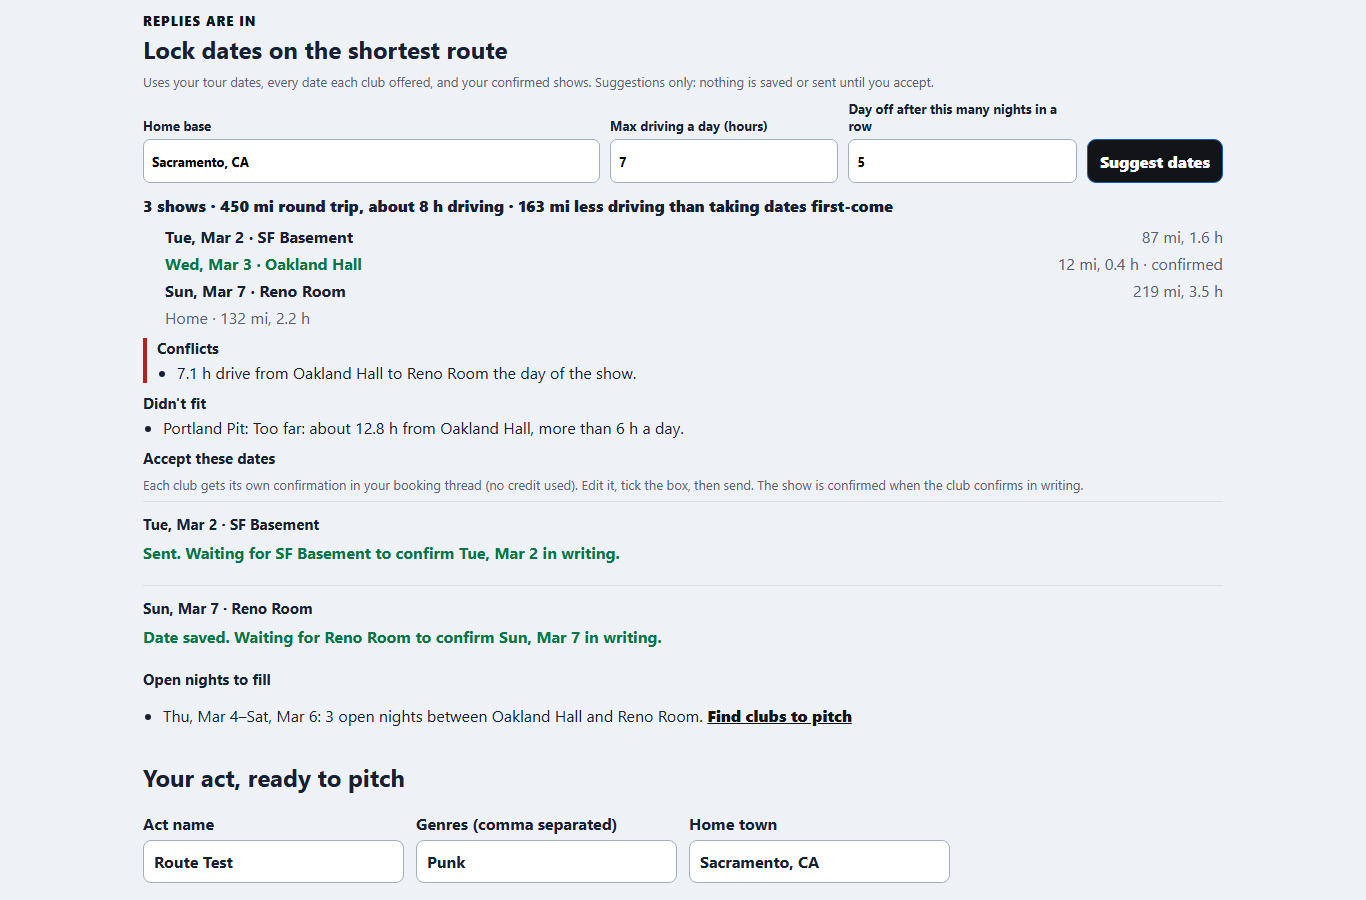 REPLIES ARE IN
Lock dates on the shortest route
Uses your tour dates, every date each club offered, and your confirmed shows. Suggestions only: nothing is saved or sent until you accept.
Home base
Max driving a day (hours)
Day off after this many nights in a
row
Sacramento, CA
7
5
Suggest dates
3 shows · 450 mi round trip, about 8 h driving · 163 mi less driving than taking dates first-come
Tue, Mar 2 · SF Basement
87 mi, 1.6 h
Wed, Mar 3 · Oakland Hall
12 mi, 0.4 h · confirmed
Sun, Mar 7 · Reno Room
219 mi, 3.5 h
Home · 132 mi, 2.2 h
Conflicts
• 7.1 h drive from Oakland Hall to Reno Room the day of the show.
Didn't fit
• Portland Pit: Too far: about 12.8 h from Oakland Hall, more than 6 h a day.
Accept these dates
Each club gets its own confirmation in your booking thread (no credit used). Edit it, tick the box, then send. The show is confirmed when the club confirms in writing.
Tue, Mar 2 · SF Basement
Sent. Waiting for SF Basement to confirm Tue, Mar 2 in writing.
Sun, Mar 7 · Reno Room
Date saved. Waiting for Reno Room to confirm Sun, Mar 7 in writing.
Open nights to fill
• Thu, Mar 4–Sat, Mar 6: 3 open nights between Oakland Hall and Reno Room. Find clubs to pitch
Your act, ready to pitch
Act name
Genres (comma separated)
Home town
Route Test
Punk
Sacramento, CA